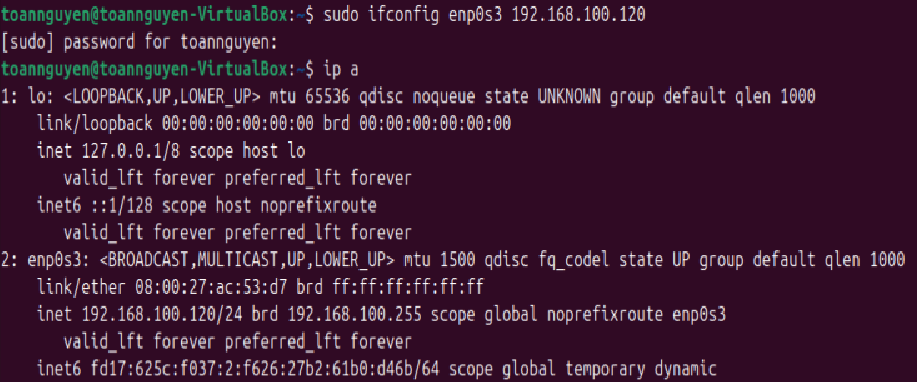 toannguyen@toannguyen-VirtualBox:~$ sudo ifconfig enp0s3 192.168.100.120
[sudo] password for toannguyen:
toannguyen@toannguyen-VirtualBox:~$ ip a
1: lo: <LOOPBACK,UP,LOWER_UP> mtu 65536 qdisc noqueue state UNKNOWN group default qlen 1000
    link/loopback 00:00:00:00:00:00 brd 00:00:00:00:00:00
    inet 127.0.0.1/8 scope host lo
       valid_lft forever preferred_lft forever
    inet6 ::1/128 scope host noprefixroute
       valid_lft forever preferred_lft forever
2: enp0s3: <BROADCAST,MULTICAST,UP,LOWER_UP> mtu 1500 qdisc fq_codel state UP group default qlen 1000
    link/ether 08:00:27:ac:53:d7 brd ff:ff:ff:ff:ff:ff
    inet 192.168.100.120/24 brd 192.168.100.255 scope global noprefixroute enp0s3
       valid_lft forever preferred_lft forever
    inet6 fd17:625c:f037:2:f626:27b2:61b0:d46b/64 scope global temporary dynamic